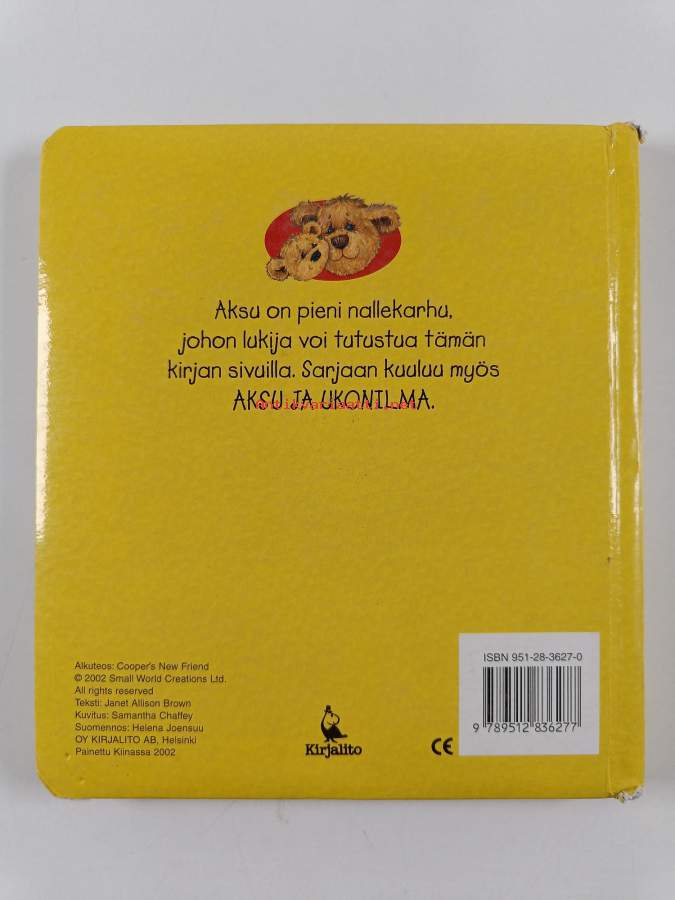 Aksu on pieni nallekarhu,
johon lukija voi tutustua tämän
kirjan sivuilla. Sarjaan kuuluu myös
AKSU JA UKONILMA.
Antikvariaatti.net
Alkuteos: Cooper's New Friend
© 2002 Small World Creations Ltd.
All rights reserved
Teksti: Janet Allison Brown
Kuvitus: Samantha Chaffey
Suomennos: Helena Joensuu
OY KIRJALITO AB, Helsinki
Painettu Kiinassa 2002
Kirjalito
CE
ISBN 951-28-3627-0
9 789512 836277